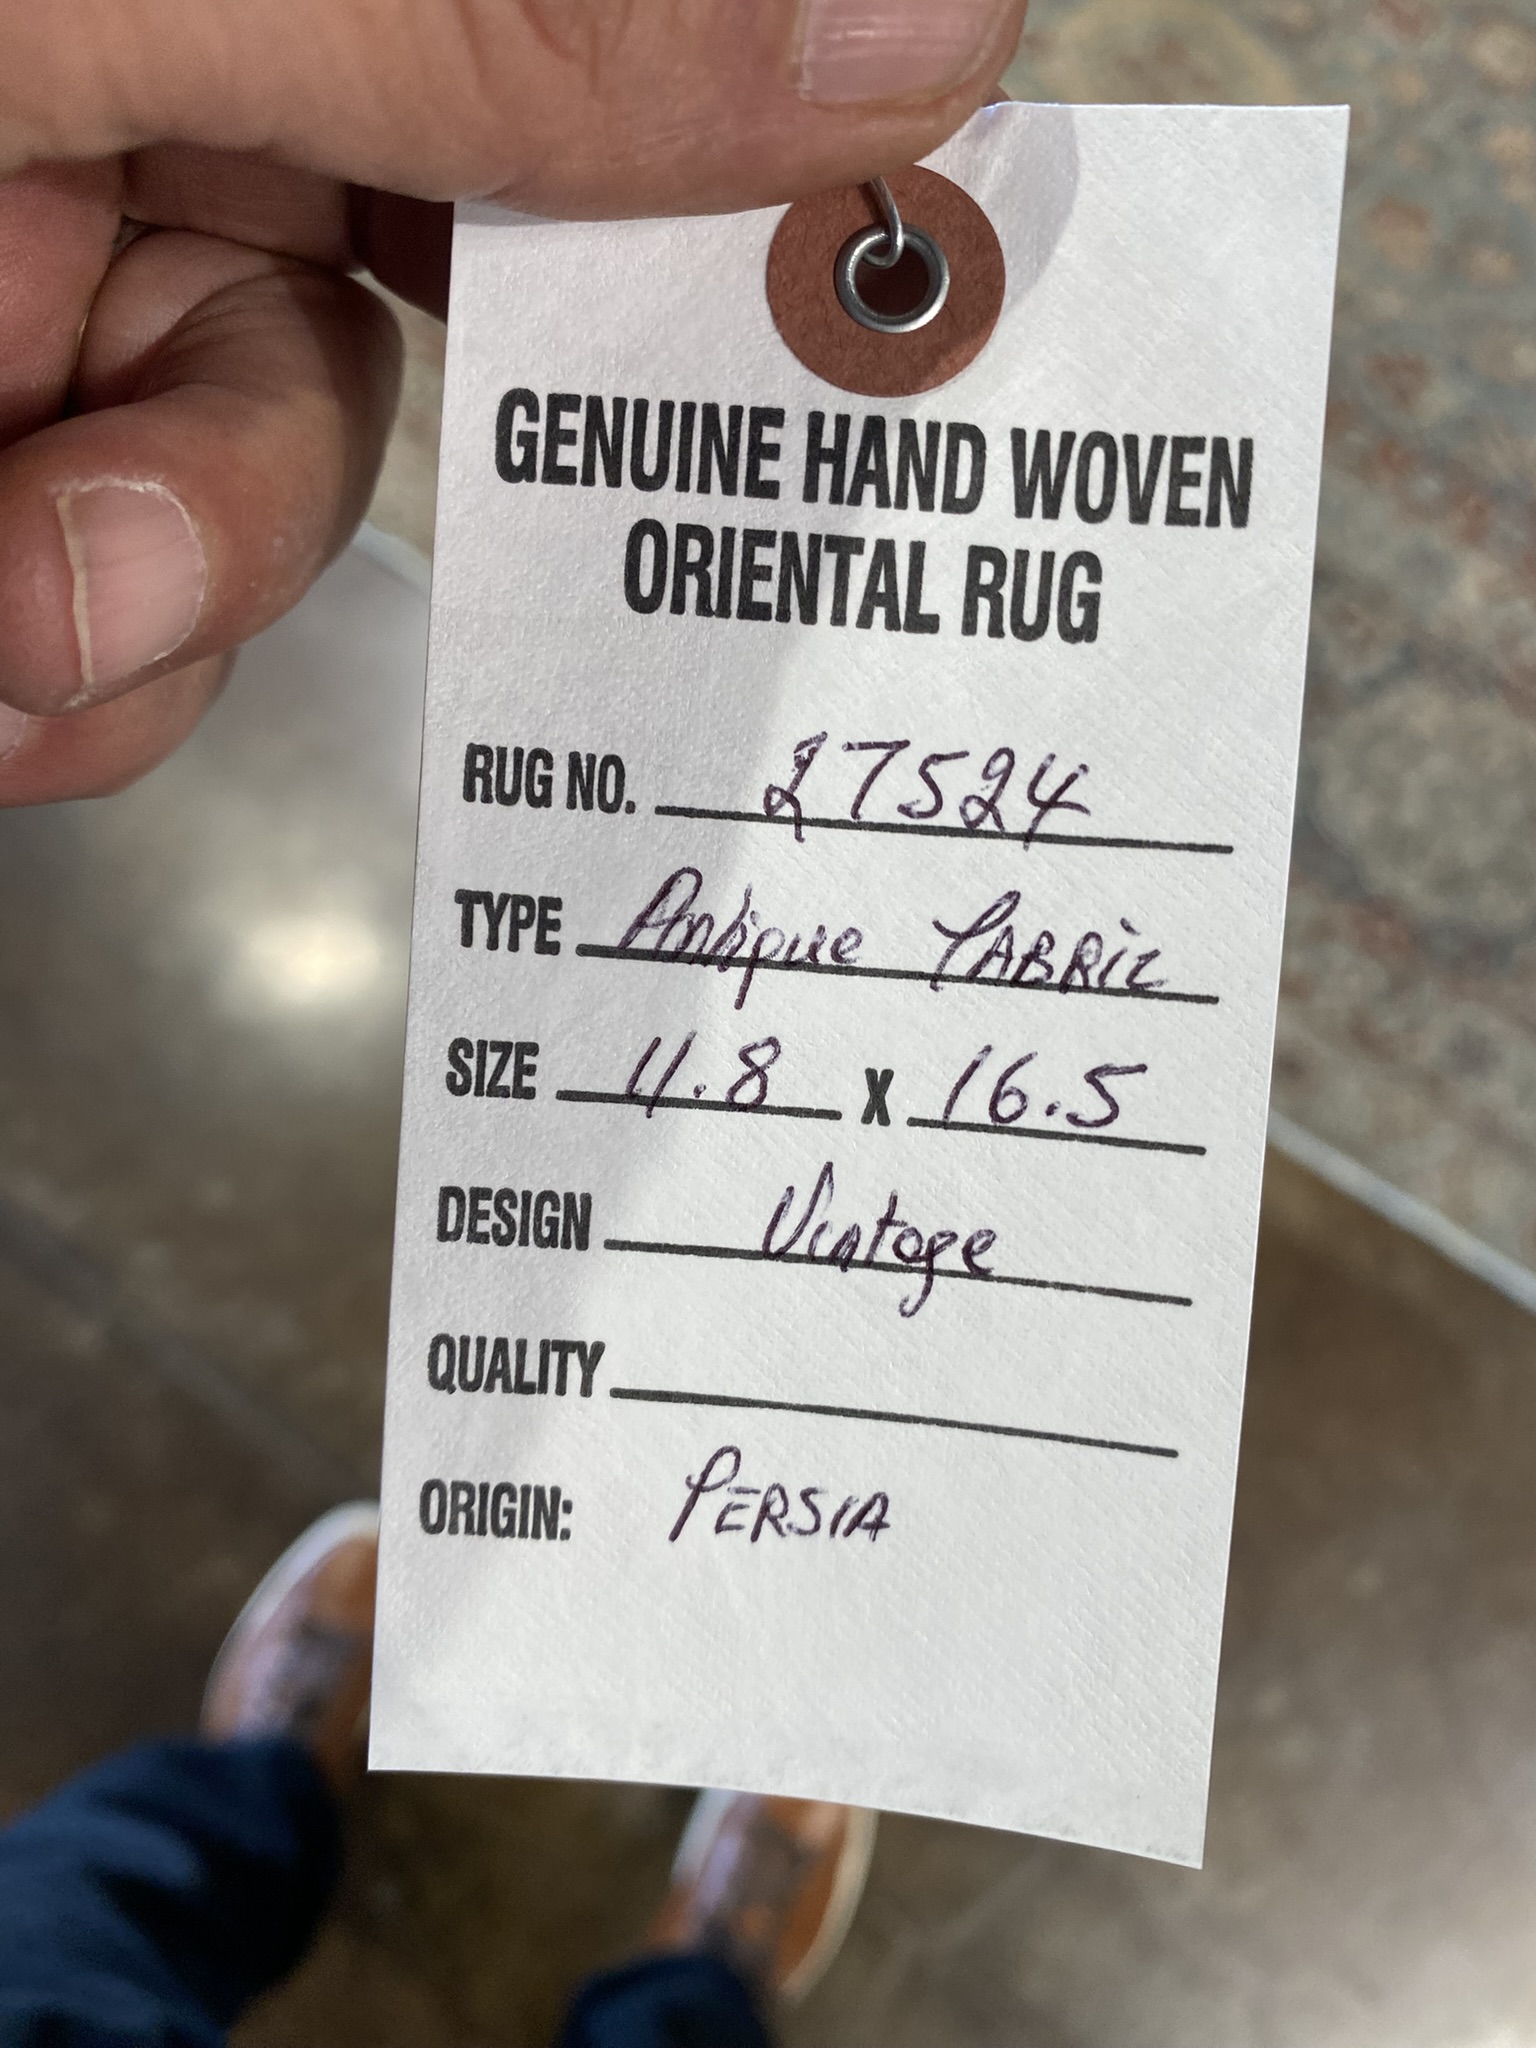 GENUINE HAND WOVEN
ORIENTAL RUG
RUG NO. 27524
TYPE Antique TABRIZ
SIZE 11.8 X 16.5
DESIGN Vintage
QUALITY
ORIGIN: PERSIA